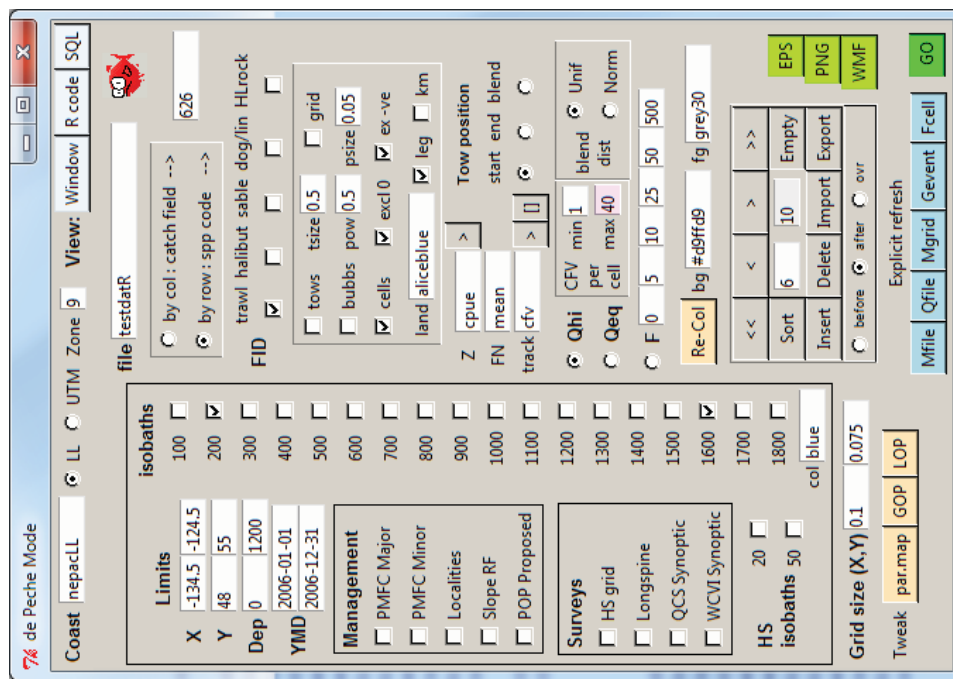 de Peche Mode
Coast nepacLL LL UTM Zone 9 View: Window R code SQL
Limits
X -134.5 -124.5
Y 48 55
Dep 0 1200
YMD 2006-01-01
2006-12-31
Management
PMFC Major
PMFC Minor
Localities
Slope RF
POP Proposed
Surveys
HS grid
Longspine
QCS Synoptic
WCVI Synoptic
HS 20
isobaths 50
isobaths
100
200
300
400
500
600
700
800
900
1000
1100
1200
1300
1400
1500
1600
1700
1800
col blue
Grid size (X,Y) 0.1 0.075
Tweak par.map GOP LOP
file testdatR
by col : catch field -->
by row : spp code --> 626
trawl halibut sable dog/lin HLrock
FID
tows tsize 0.5 grid
bubbs pow 0.5 psize 0.05
cells excl 0 ex -ve
land aliceblue leg km
Z cpue >
FN mean
track cfv > []
Tow position
start end blend
Qhi
Qeq
CFV
per
cell
min 1
max 40
blend Unif
dist Norm
F 0 5 10 25 50 500
Re-Col bg #d9ffd9 fg grey30
<< < > >>
Sort 6 10 Empty
Insert Delete Import Export
before after ovr
EPS
PNG
WMF
Explicit refresh
Mfile Qfile Mgrid Gevent Fcell GO